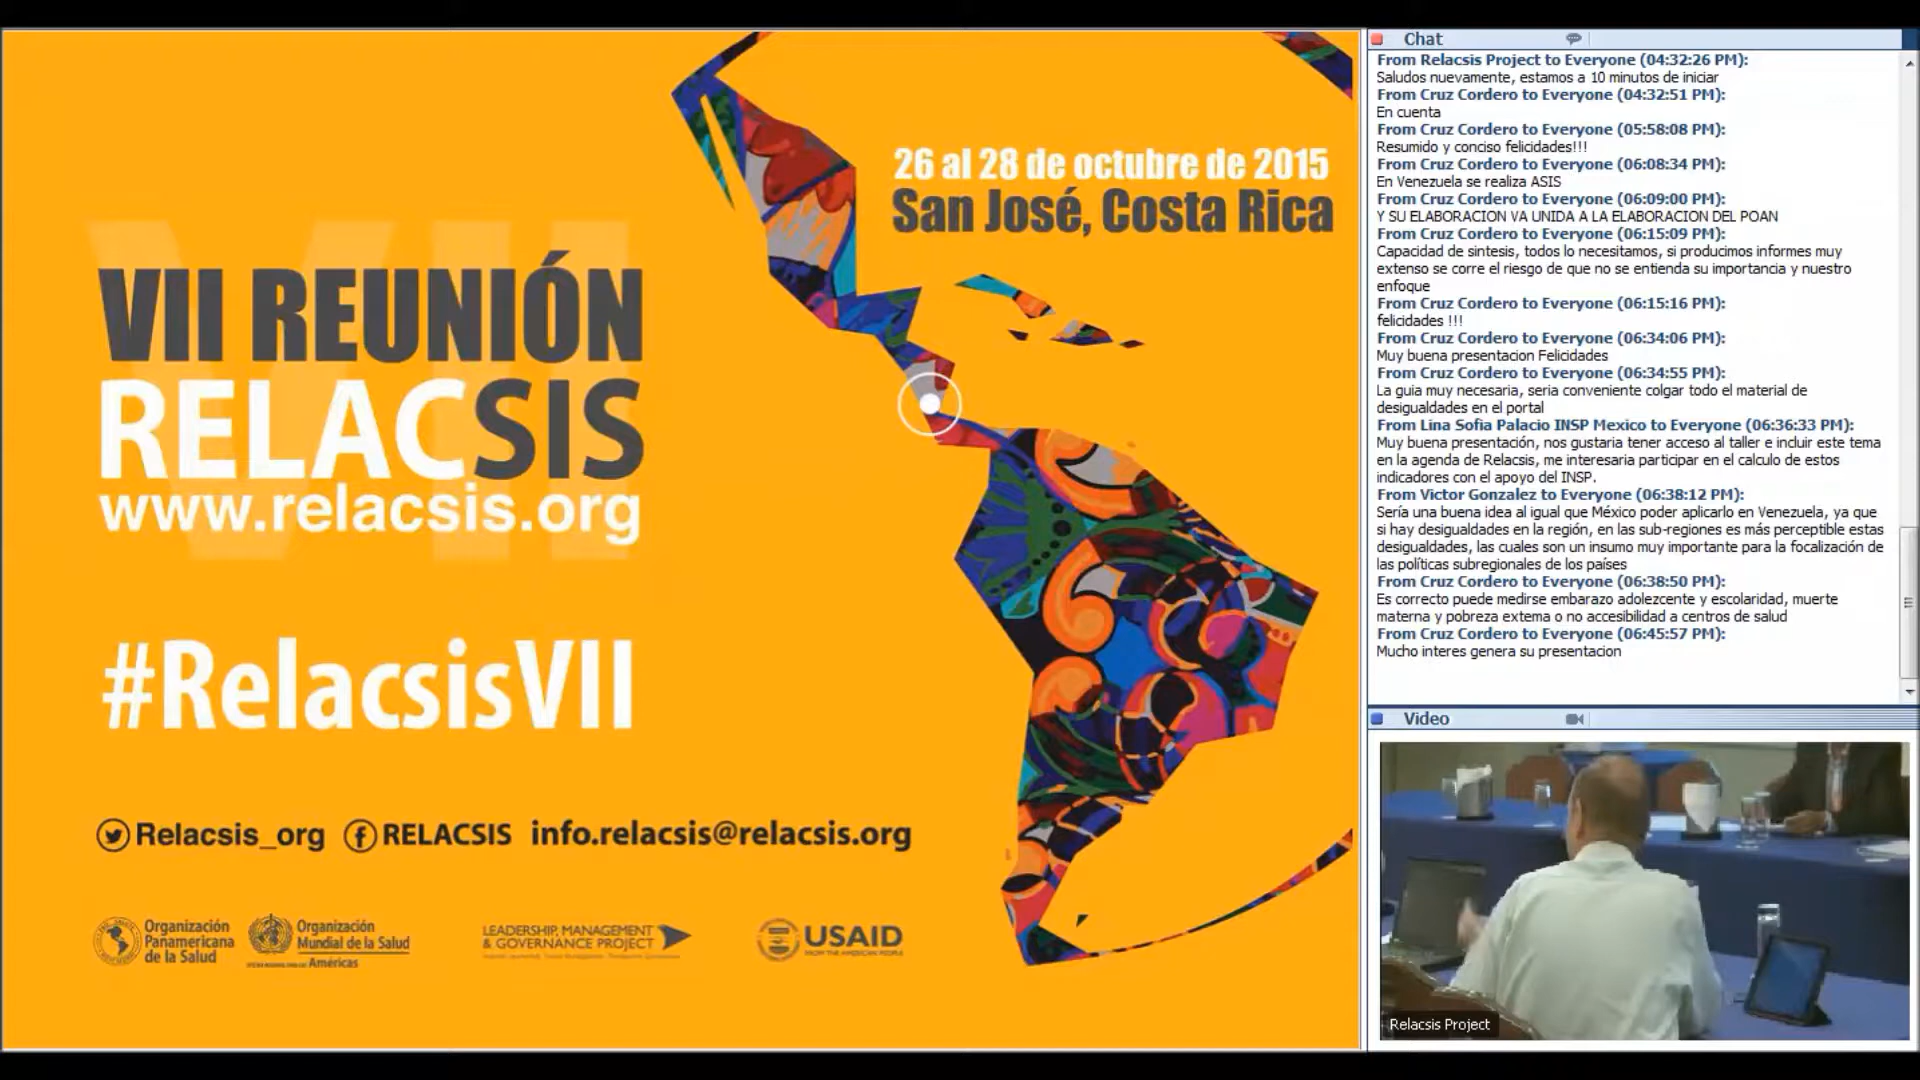 VII REUNIÓN
RELACSIS
www.relacsis.org
#RelacsisVII
26 al 28 de octubre de 2015
San José, Costa Rica
Relacsis_org RELACSIS info.relacsis@relacsis.org
Organización
Panamericana
de la Salud
Organización
Mundial de la Salud
Américas
LEADERSHIP, MANAGEMENT
& GOVERNANCE PROJECT
USAID
FROM THE AMERICAN PEOPLE
Chat
From Relacsis Project to Everyone (04:32:26 PM):
Saludos nuevamente, estamos a 10 minutos de iniciar
From Cruz Cordero to Everyone (04:32:51 PM):
En cuenta
From Cruz Cordero to Everyone (05:58:08 PM):
Resumido y conciso felicidades!!!
From Cruz Cordero to Everyone (06:08:34 PM):
En Venezuela se realiza ASIS
From Cruz Cordero to Everyone (06:09:00 PM):
Y SU ELABORACION VA UNIDA A LA ELABORACION DEL POAN
From Cruz Cordero to Everyone (06:15:09 PM):
Capacidad de sintesis, todos lo necesitamos, si producimos informes muy
extenso se corre el riesgo de que no se entienda su importancia y nuestro
enfoque
From Cruz Cordero to Everyone (06:15:16 PM):
felicidades !!!
From Cruz Cordero to Everyone (06:34:06 PM):
Muy buena presentacion Felicidades
From Cruz Cordero to Everyone (06:34:55 PM):
La guia muy necesaria, seria conveniente colgar todo el material de
desigualdades en el portal
From Lina Sofia Palacio INSP Mexico to Everyone (06:36:33 PM):
Muy buena presentación, nos gustaria tener acceso al taller e incluir este tema
en la agenda de Relacsis, me interesaria participar en el calculo de estos
indicadores con el apoyo del INSP.
From Victor Gonzalez to Everyone (06:38:12 PM):
Sería una buena idea al igual que México poder aplicarlo en Venezuela, ya que
si hay desigualdades en la región, en las sub-regiones es más perceptible estas
desigualdades, las cuales son un insumo muy importante para la focalización de
las políticas subregionales de los países
From Cruz Cordero to Everyone (06:38:50 PM):
Es correcto puede medirse embarazo adolezcente y escolaridad, muerte
materna y pobreza extema o no accesibilidad a centros de salud
From Cruz Cordero to Everyone (06:45:57 PM):
Mucho interes genera su presentacion
Video
Relacsis Project